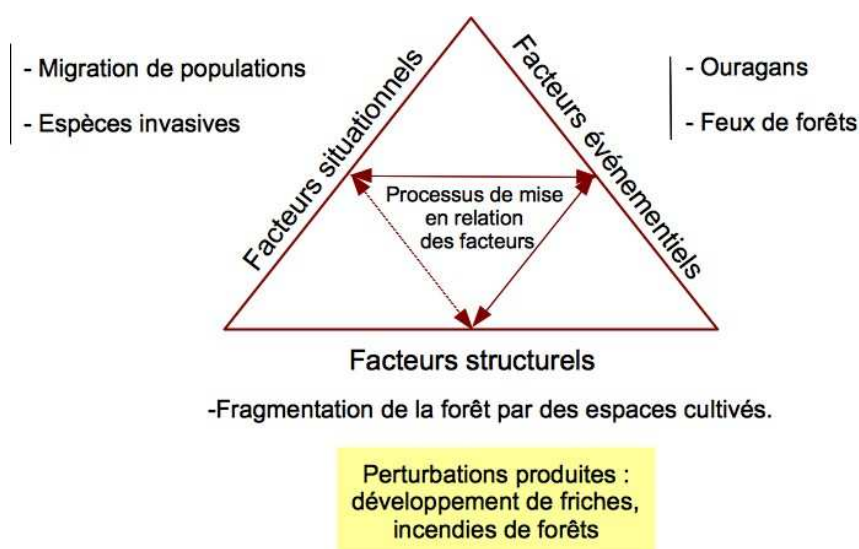 - Migration de populations
- Espèces invasives
Facteurs situationnels
Facteurs événementiels
- Ouragans
- Feux de forêts
Processus de mise
en relation
des facteurs
Facteurs structurels
-Fragmentation de la forêt par des espaces cultivés.
Perturbations produites :
développement de friches,
incendies de forêts